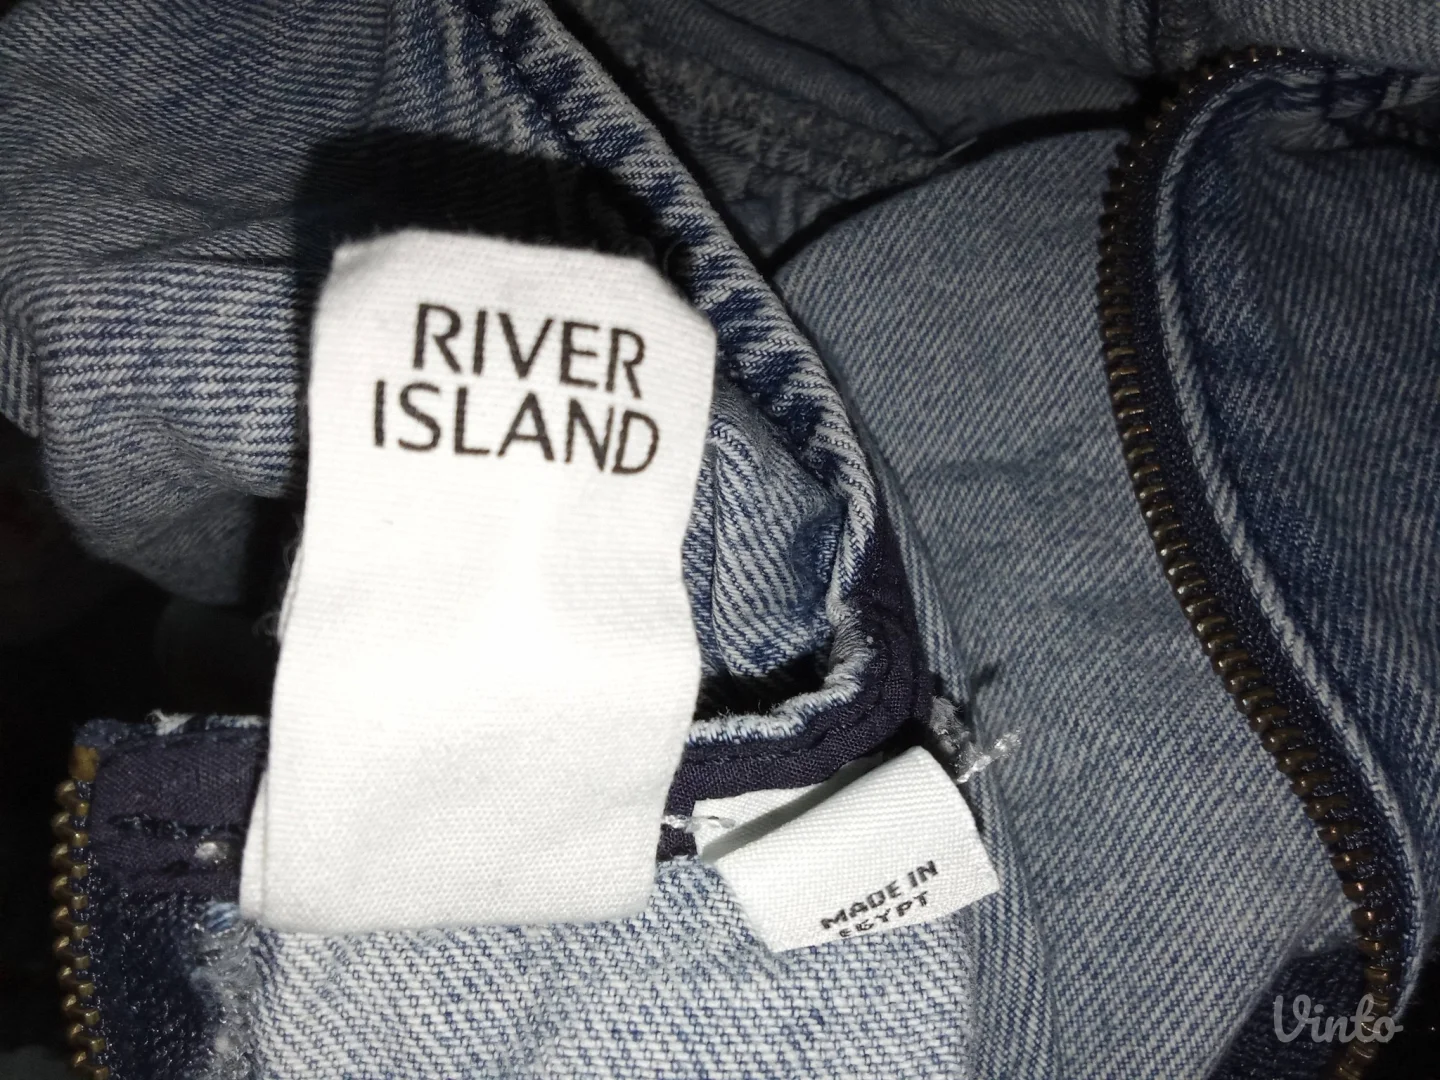 RIVER
ISLAND
MADE IN
EGYPT
Vinto